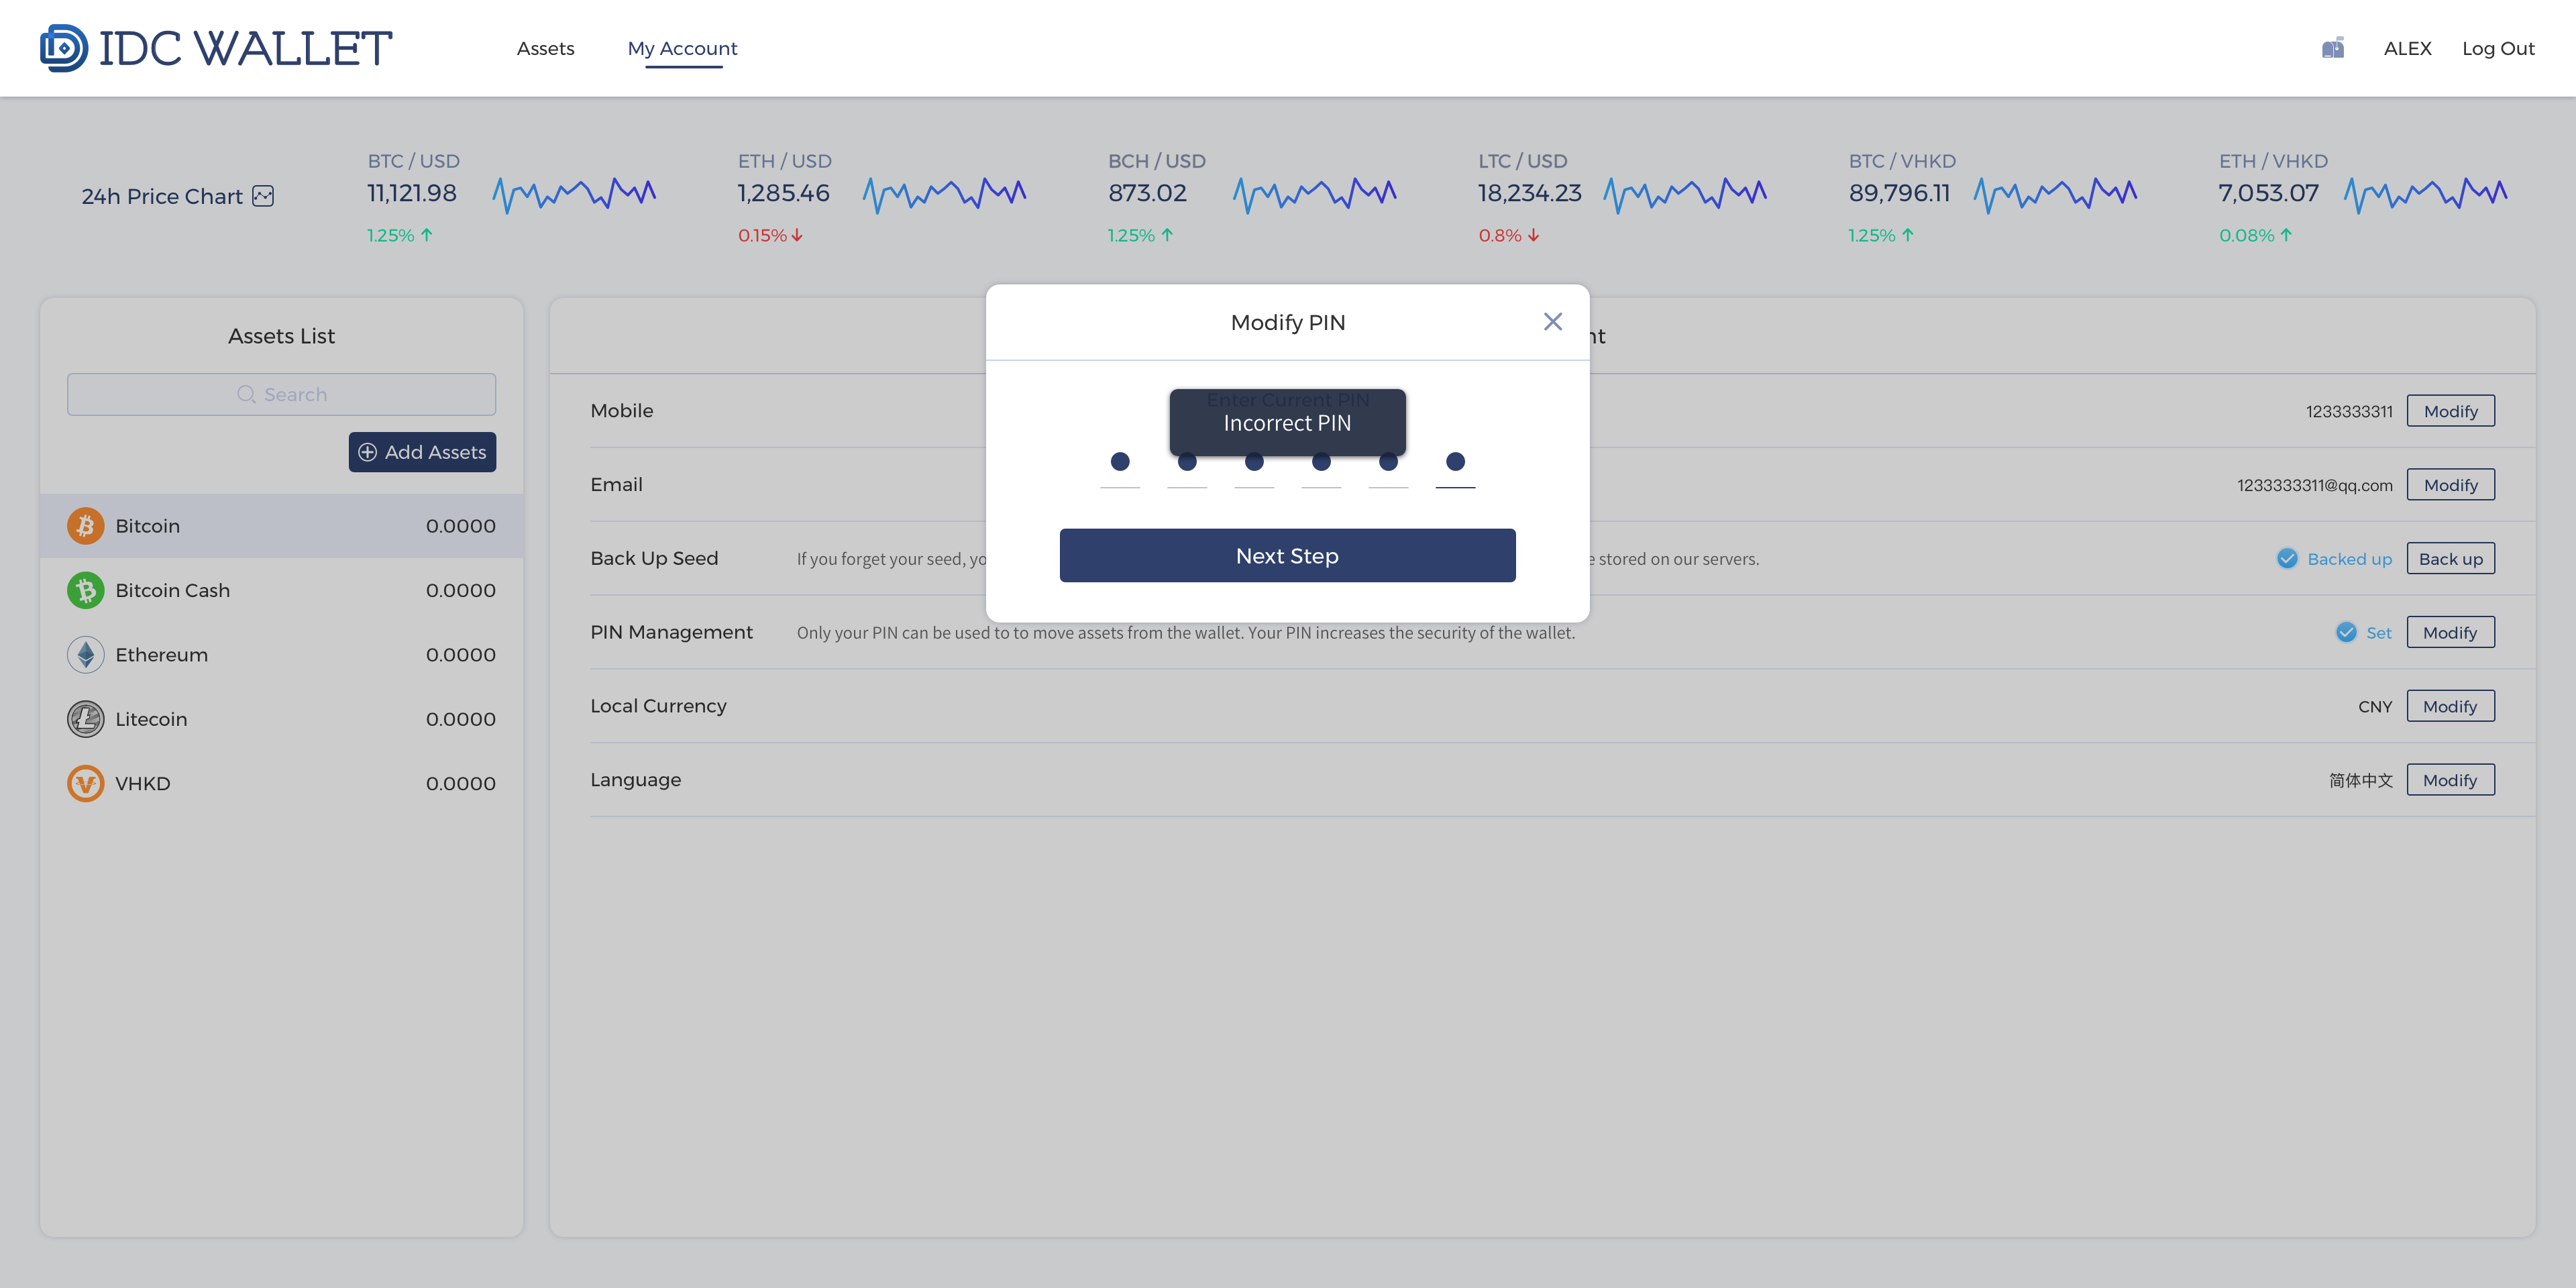 IDC WALLET
Assets
My Account
ALEX
Log Out
24h Price Chart
BTC / USD
11,121.98
1.25%
ETH / USD
1,285.46
0.15%
BCH / USD
873.02
1.25%
LTC / USD
18,234.23
0.8%
BTC / VHKD
89,796.11
1.25%
ETH / VHKD
7,053.07
0.08%
Assets List
Search
Add Assets
Bitcoin 0.0000
Bitcoin Cash 0.0000
Ethereum 0.0000
Litecoin 0.0000
VHKD 0.0000
Modify PIN
Enter Current PIN
Incorrect PIN
Next Step
Mobile 1233333311 Modify
Email 1233333311@qq.com Modify
Back Up Seed If you forget your seed, stored on our servers. Backed up Back up
PIN Management Only your PIN can be used to to move assets from the wallet. Your PIN increases the security of the wallet. Set Modify
Local Currency CNY Modify
Language 简体中文 Modify